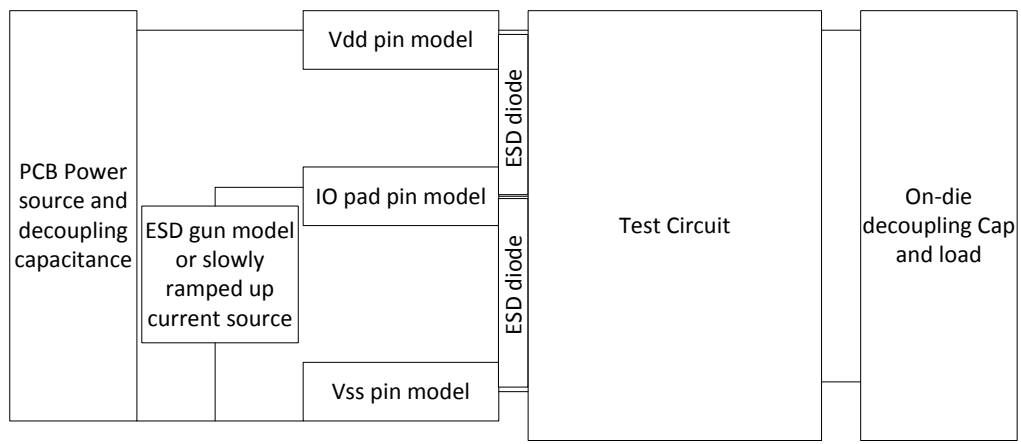 Vdd pin model
ESD diode
PCB Power
source and
decoupling
capacitance
IO pad pin model
ESD gun model
or slowly
ramped up
current source
Test Circuit
On-die
decoupling Cap
and load
ESD diode
Vss pin model